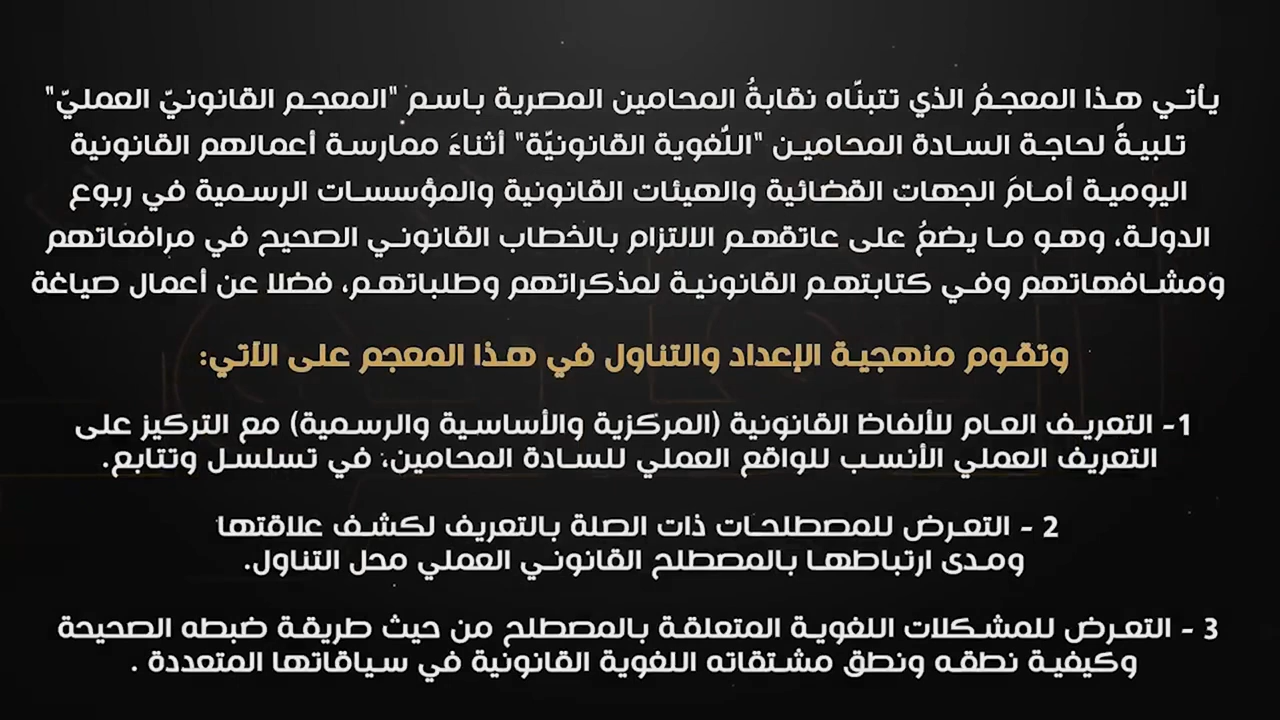 يأتي هذا المعجمُ الذي تتبنّاه نقابةُ المحامين المصرية باسم "المعجم القانونيّ العمليّ"
تلبيةً لحاجة السادة المحامين "اللّغوية القانونيّة" أثناءَ ممارسة أعمالهم القانونية
اليومية أمامَ الجهات القضائية والهيئات القانونية والمؤسسات الرسمية في ربوع
الدولة، وهو ما يضعُ على عاتقهم الالتزام بالخطاب القانوني الصحيح في مرافعاتهم
ومشافهاتهم وفي كتابتهم القانونية لمذكراتهم وطلباتهم، فضلا عن أعمال صياغة
وتقوم منهجية الإعداد والتناول في هذا المعجم على الآتي:
1- التعريف العام للألفاظ القانونية (المركزية والأساسية والرسمية) مع التركيز على
التعريف العملي الأنسب للواقع العملي للسادة المحامين، في تسلسل وتتابع.
2 - التعرض للمصطلحات ذات الصلة بالتعريف لكشف علاقتها
ومدى ارتباطها بالمصطلح القانوني العملي محل التناول.
3 - التعرض للمشكلات اللغوية المتعلقة بالمصطلح من حيث طريقة ضبطه الصحيحة
وكيفية نطقه ونطق مشتقاته اللغوية القانونية في سياقاتها المتعددة .